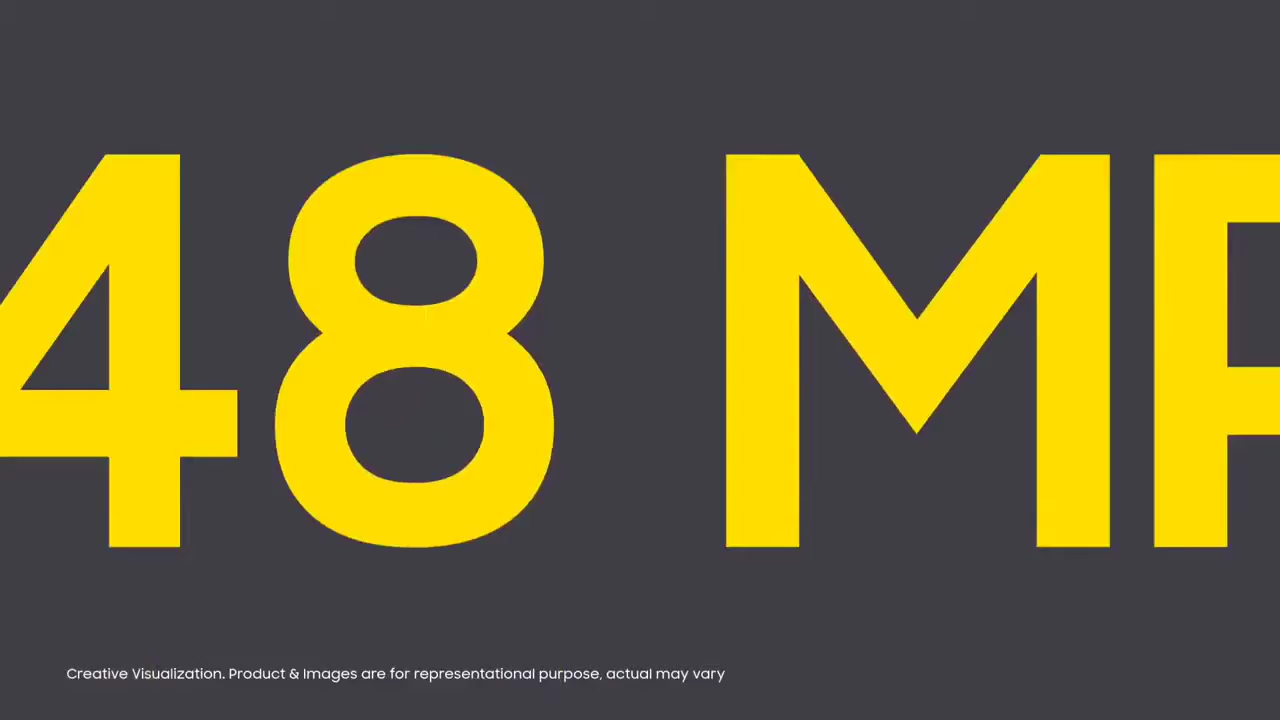 48 MP
Creative Visualization. Product & Images are for representational purpose, actual may vary